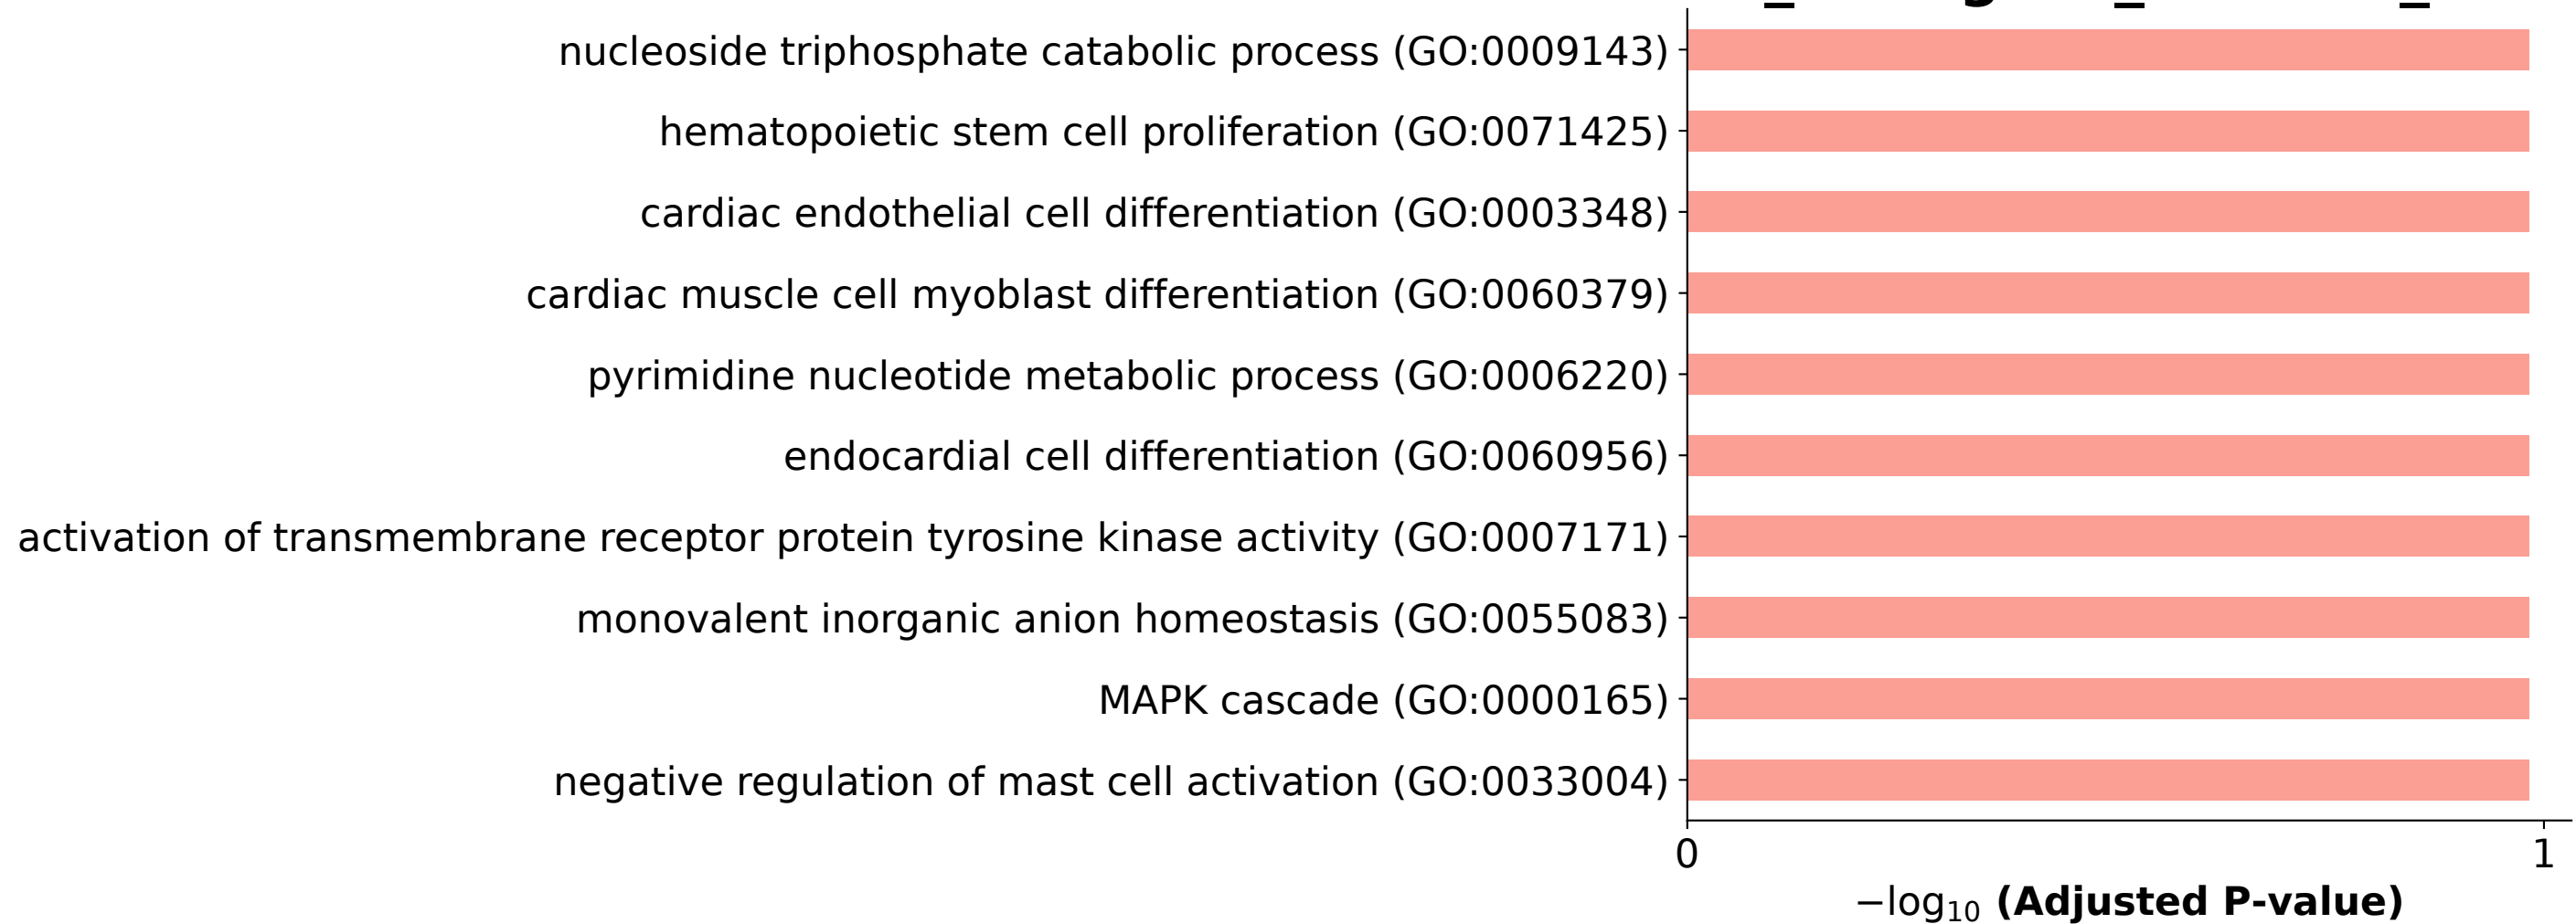 nucleoside triphosphate catabolic process (GO:0009143)
hematopoietic stem cell proliferation (GO:0071425)
cardiac endothelial cell differentiation (GO:0003348)
cardiac muscle cell myoblast differentiation (GO:0060379)
pyrimidine nucleotide metabolic process (GO:0006220)
endocardial cell differentiation (GO:0060956)
activation of transmembrane receptor protein tyrosine kinase activity (GO:0007171)
monovalent inorganic anion homeostasis (GO:0055083)
MAPK cascade (GO:0000165)
negative regulation of mast cell activation (GO:0033004)
0 1
−log₁₀ (Adjusted P-value)